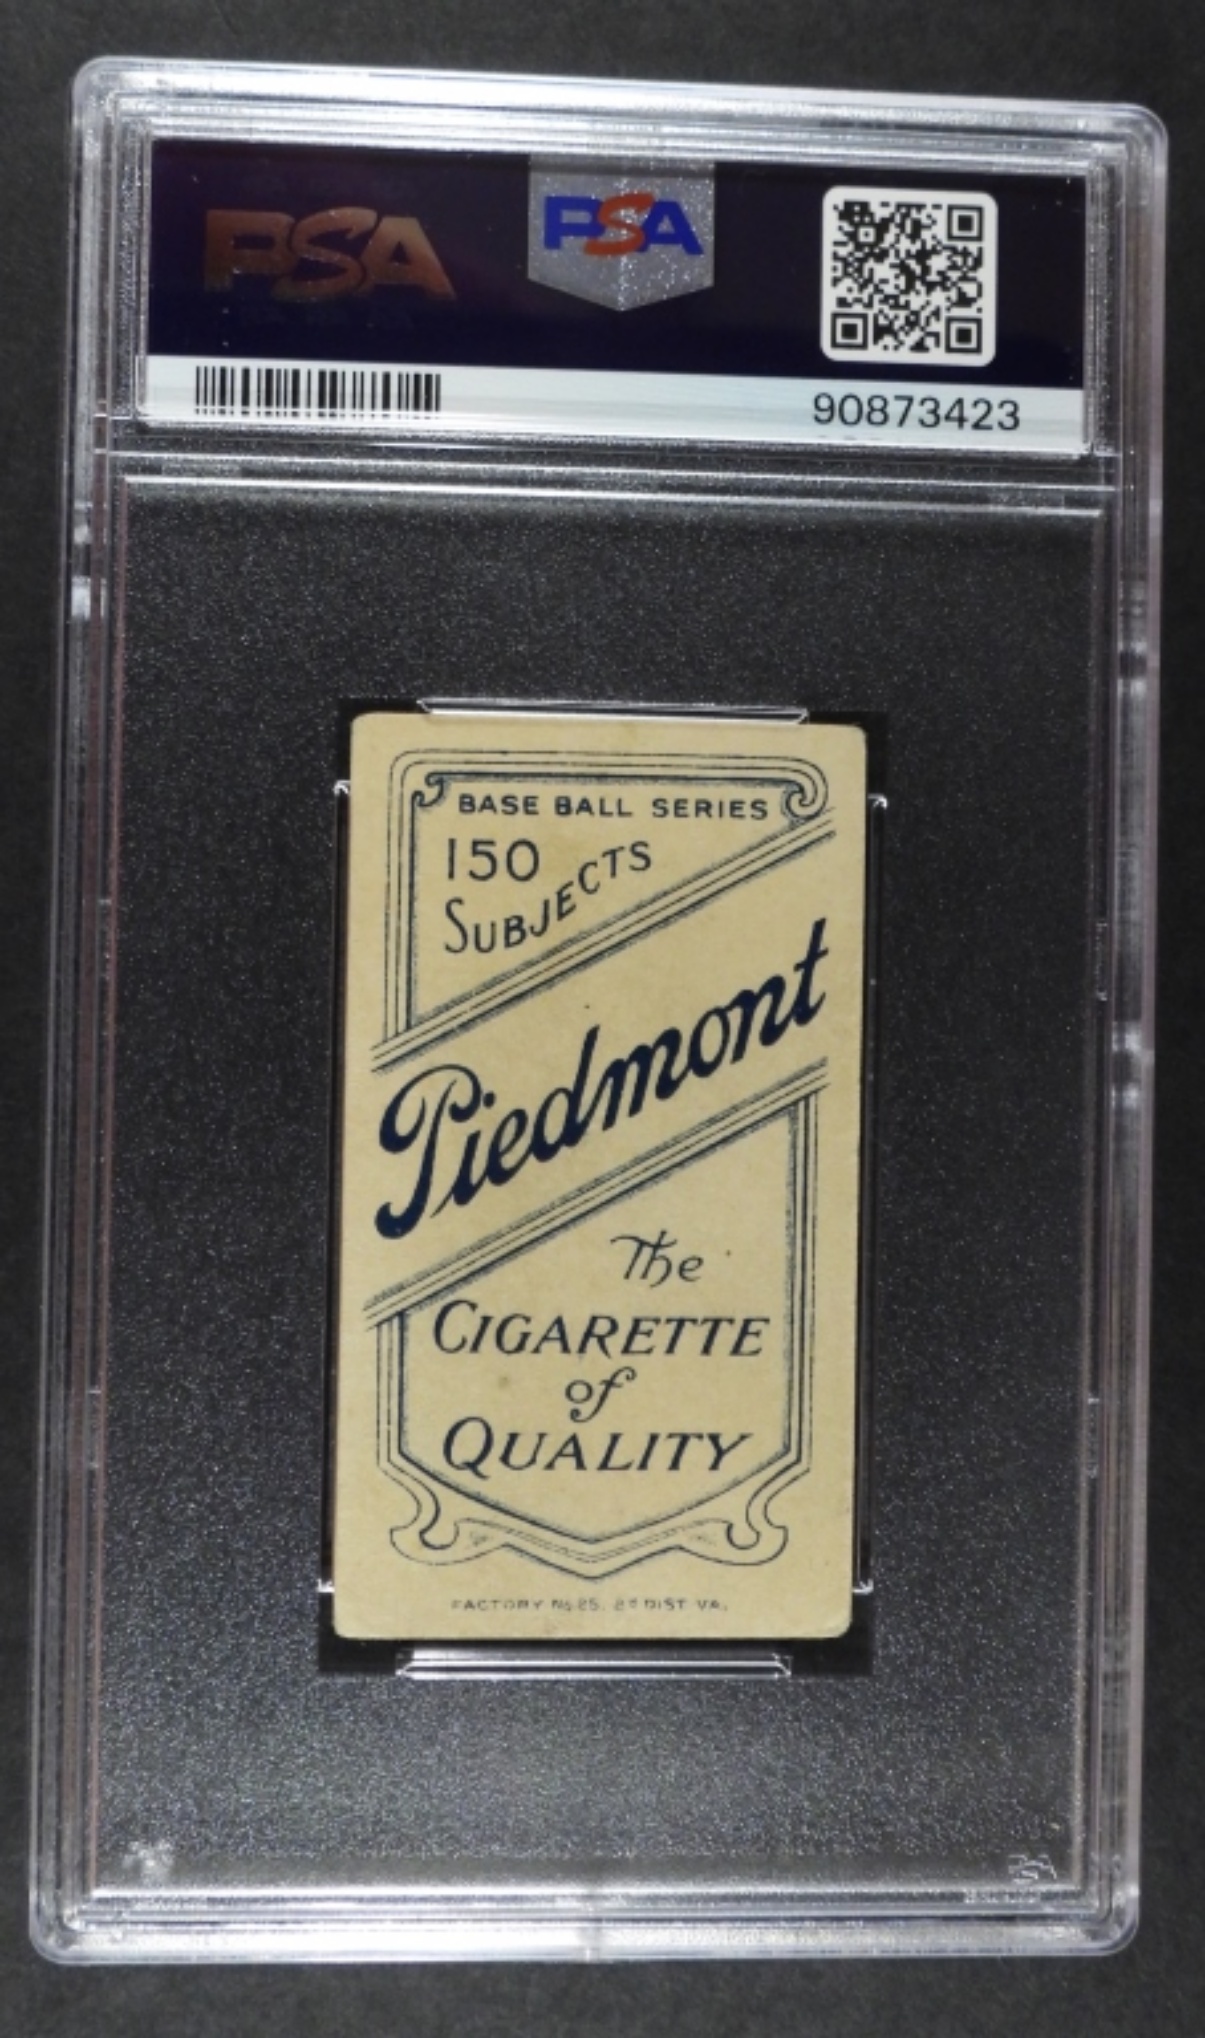 PSA
PSA
90873423
BASE BALL SERIES
150
SUBJECTS
Piedmont
The
CIGARETTE
of
QUALITY
FACTORY No 25. 2d DIST. VA.
PSA